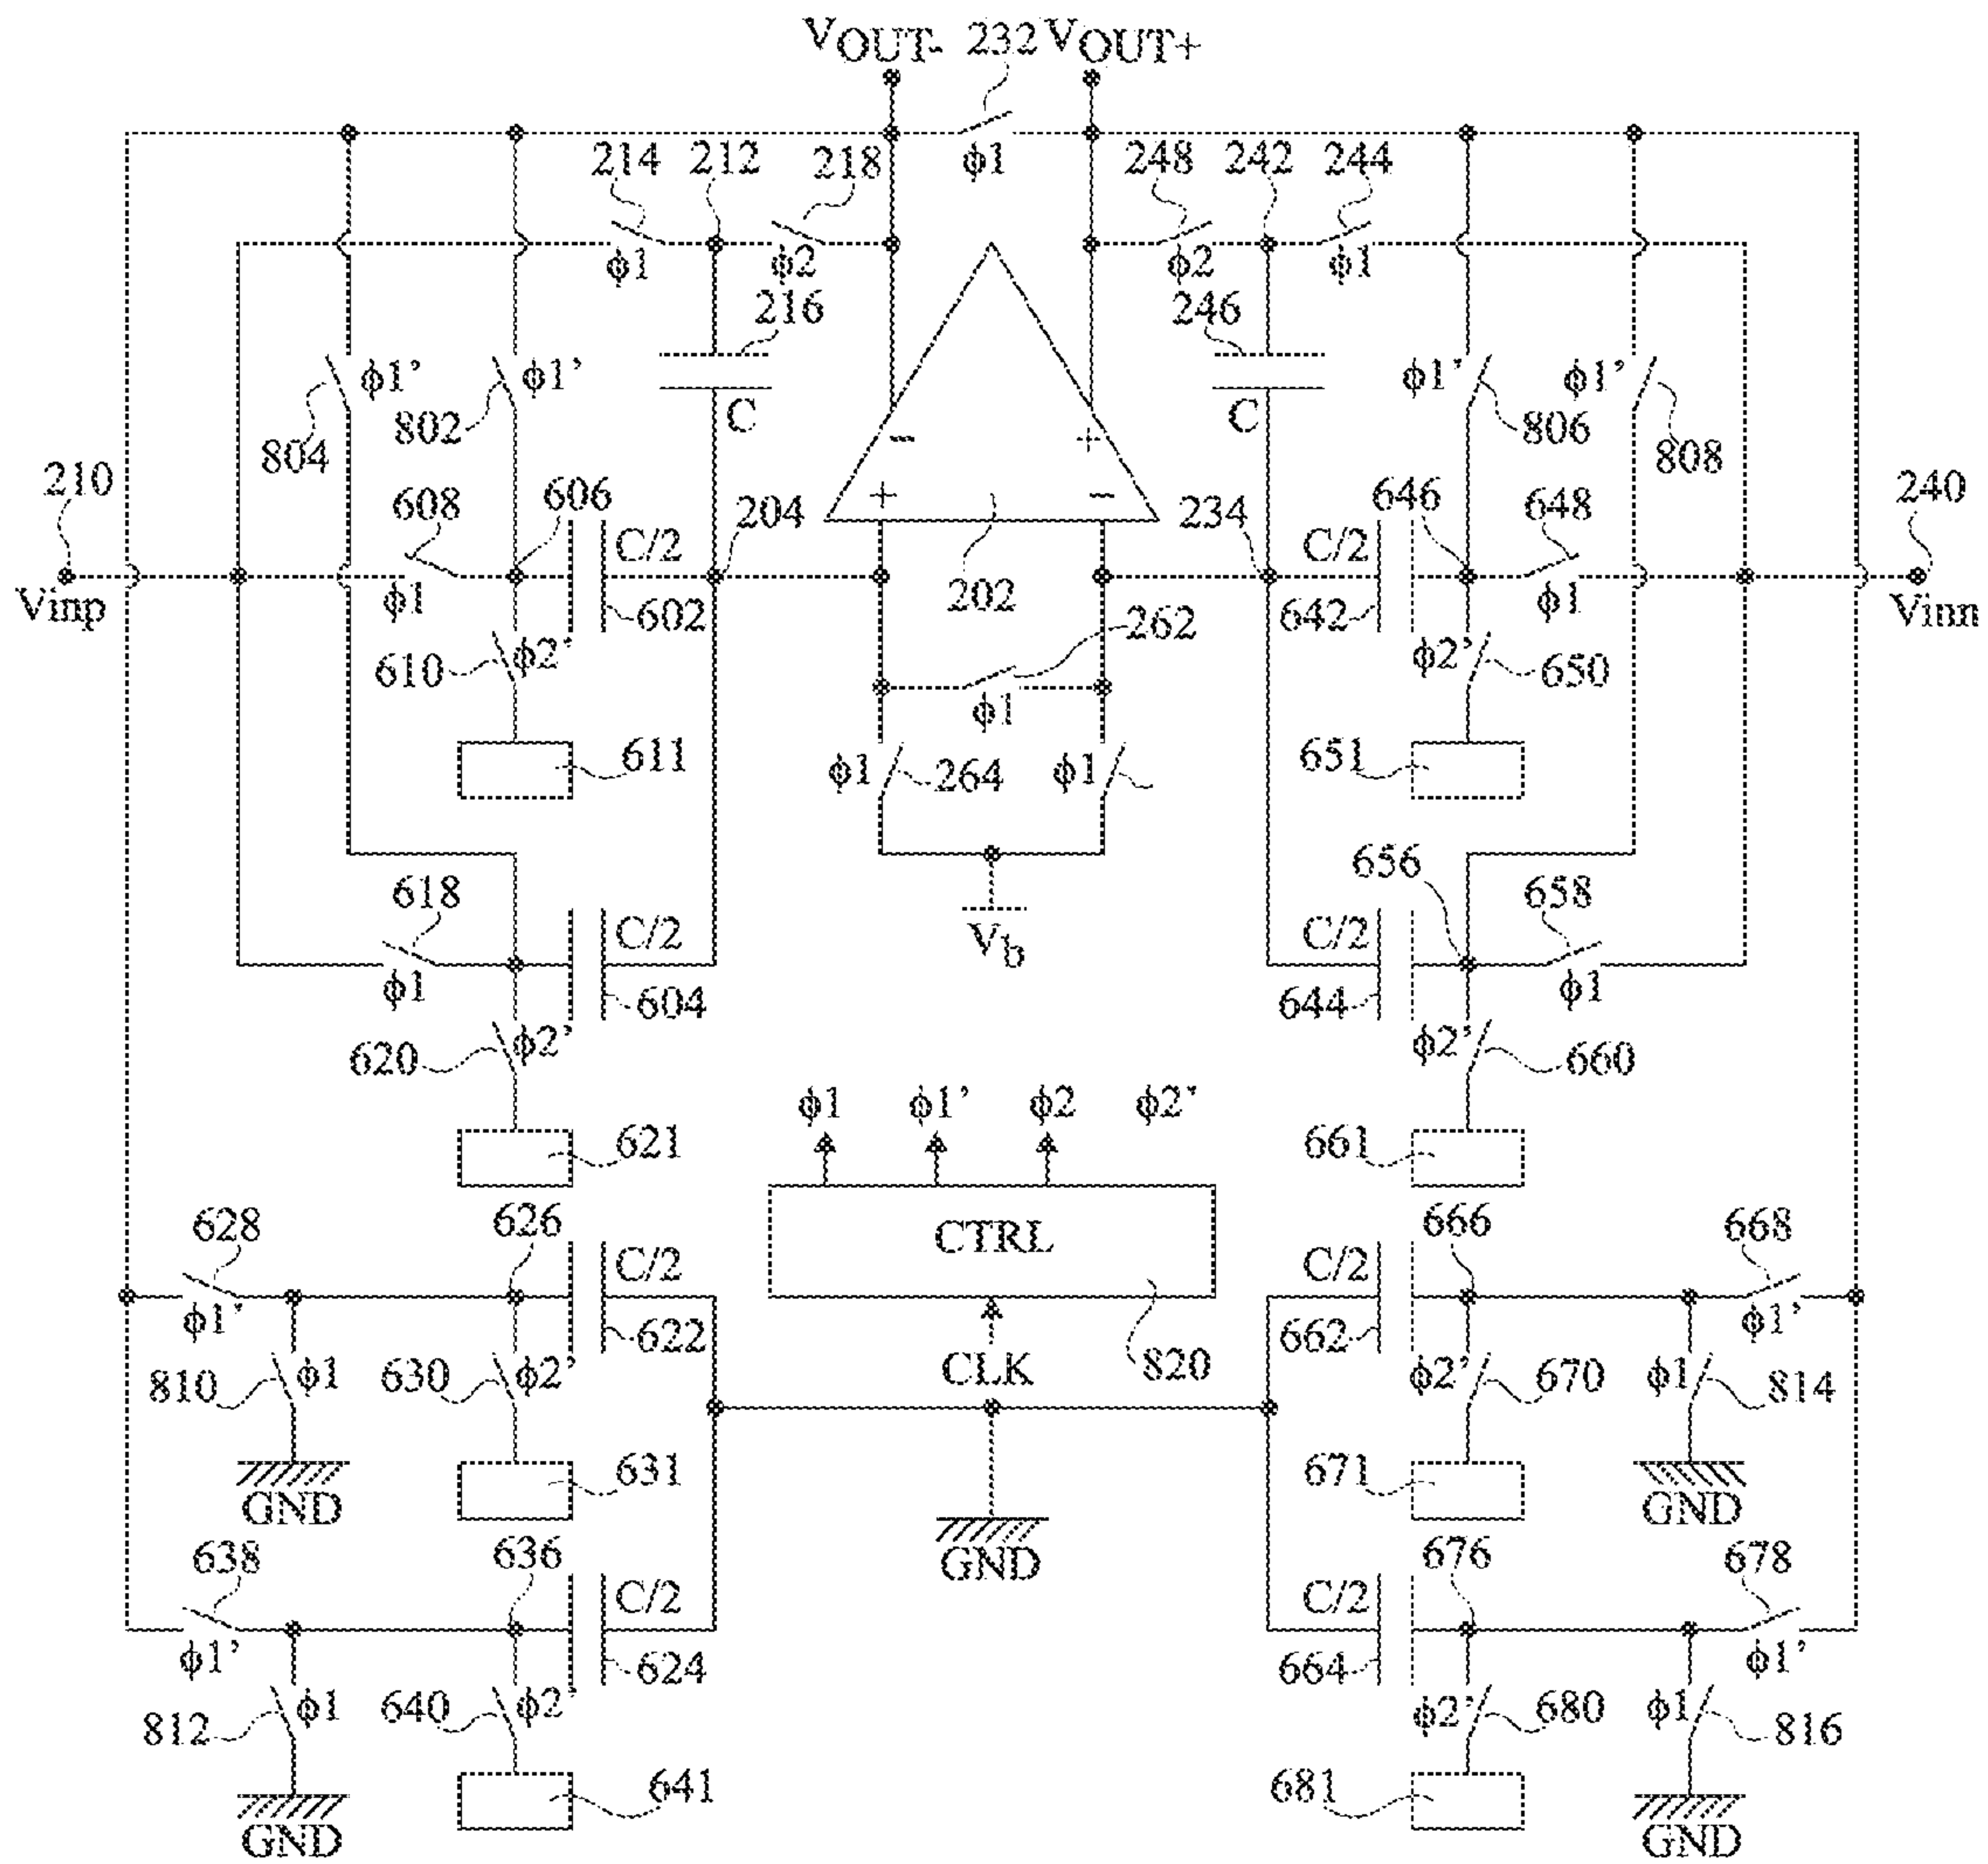 VOUT- 232 VOUT+
214 212 218 ϕ1 248 242 244
ϕ1 ϕ2 ϕ2 ϕ1
216 246
ϕ1’ ϕ1’ ϕ1’ ϕ1’
C C
804 802 806 808
- +
210 608 606 + - 646 648 240
204 234
C/2 C/2
Vinp ϕ1 602 202 642 ϕ1 Vinn
262
610 ϕ2’ ϕ2’ 650
ϕ1
611 ϕ1 264 ϕ1 651
656
618 658
C/2 Vb C/2
ϕ1 604 644 ϕ1
620 ϕ2’ ϕ2’ 660
ϕ1 ϕ1’ ϕ2 ϕ2’
621 661
628 626 CTRL 666 668
C/2 C/2
ϕ1’ 622 662 ϕ1’
810 ϕ1 630 ϕ2’ CLK 820 ϕ2’ 670 ϕ1 814
631 671
GND GND
638 636 GND 676 678
C/2 C/2
ϕ1’ 624 664 ϕ1’
812 ϕ1 640 ϕ2’ ϕ2’ 680 ϕ1 816
641 681
GND GND